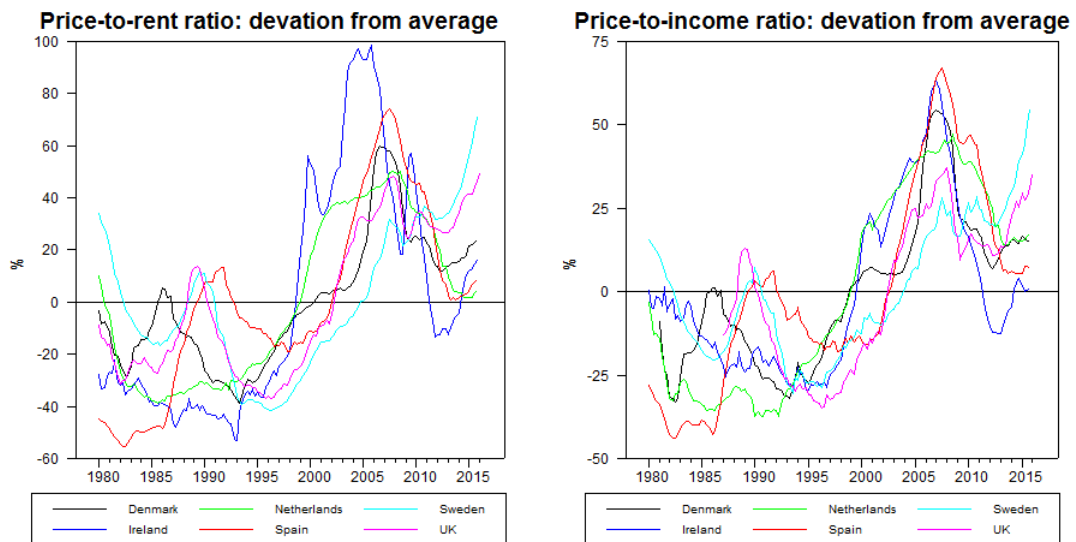 Price-to-rent ratio: devation from average
100
80
60
40
20
0
-20
-40
-60
%
1980 1985 1990 1995 2000 2005 2010 2015
Denmark Netherlands Sweden
Ireland Spain UK
Price-to-income ratio: devation from average
75
50
25
0
-25
-50
%
1980 1985 1990 1995 2000 2005 2010 2015
Denmark Netherlands Sweden
Ireland Spain UK